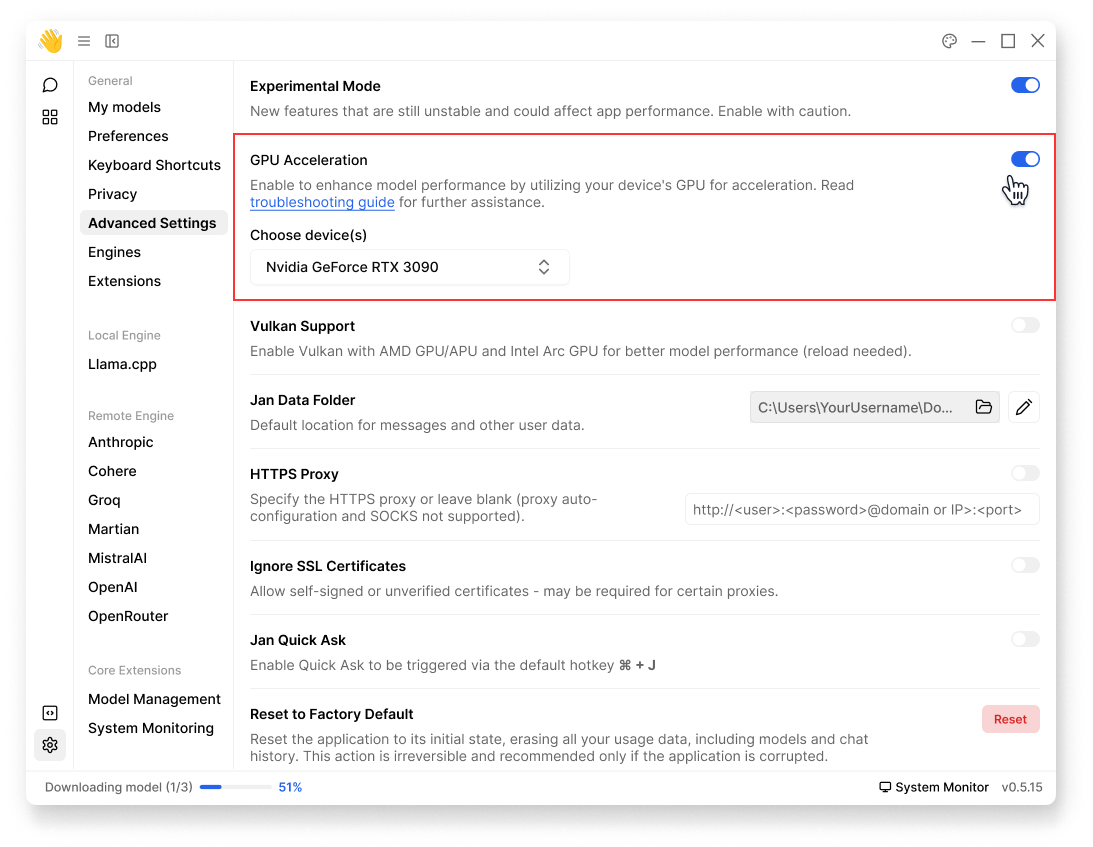 General
My models
Preferences
Keyboard Shortcuts
Privacy
Advanced Settings
Engines
Extensions
Local Engine
Llama.cpp
Remote Engine
Anthropic
Cohere
Groq
Martian
MistralAI
OpenAI
OpenRouter
Core Extensions
Model Management
System Monitoring
Experimental Mode
New features that are still unstable and could affect app performance. Enable with caution.
GPU Acceleration
Enable to enhance model performance by utilizing your device's GPU for acceleration. Read
troubleshooting guide for further assistance.
Choose device(s)
Nvidia GeForce RTX 3090
Vulkan Support
Enable Vulkan with AMD GPU/APU and Intel Arc GPU for better model performance (reload needed).
Jan Data Folder
Default location for messages and other user data.
C:\Users\YourUsername\Do...
HTTPS Proxy
Specify the HTTPS proxy or leave blank (proxy auto-
configuration and SOCKS not supported).
http://<user>:<password>@domain or IP>:<port>
Ignore SSL Certificates
Allow self-signed or unverified certificates - may be required for certain proxies.
Jan Quick Ask
Enable Quick Ask to be triggered via the default hotkey ⌘ + J
Reset to Factory Default
Reset the application to its initial state, erasing all your usage data, including models and chat
history. This action is irreversible and recommended only if the application is corrupted.
Reset
Downloading model (1/3) 51%
System Monitor v0.5.15